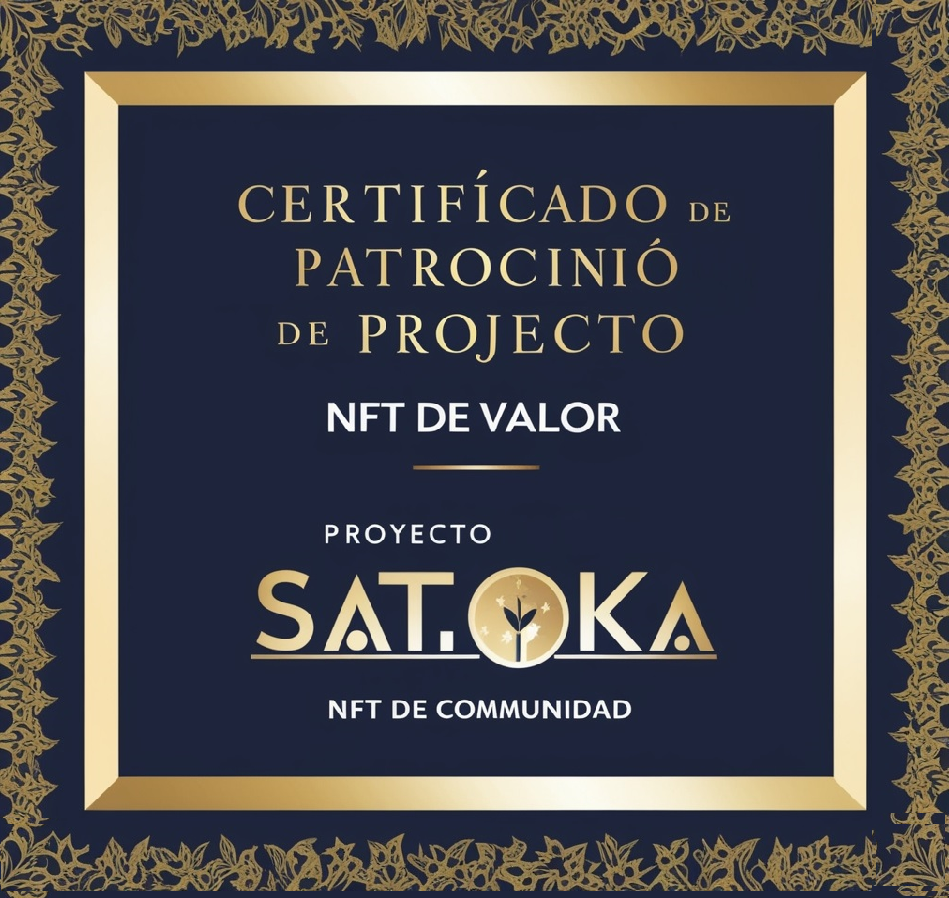 CERTIFÍCADO DE
PATROCINIÓ
DE PROJECTO
NFT DE VALOR
PROYECTO
SAT.OKA
NFT DE COMMUNIDAD